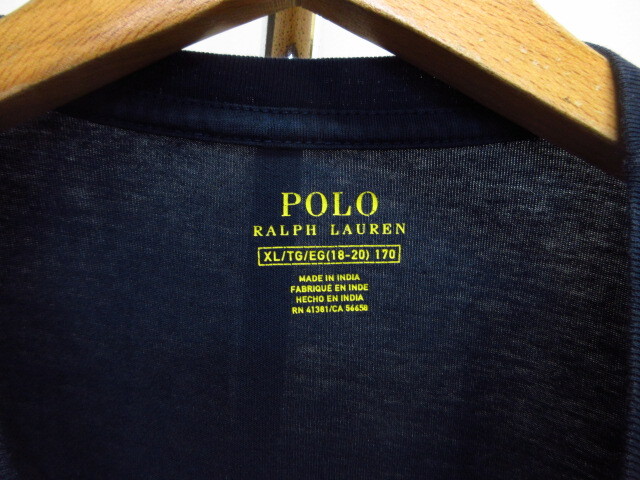 POLO
RALPH LAUREN
XL/TG/EG(18-20) 170
MADE IN INDIA
FABRIQUÉ EN INDE
HECHO EN INDIA
RN 41381/CA 56658